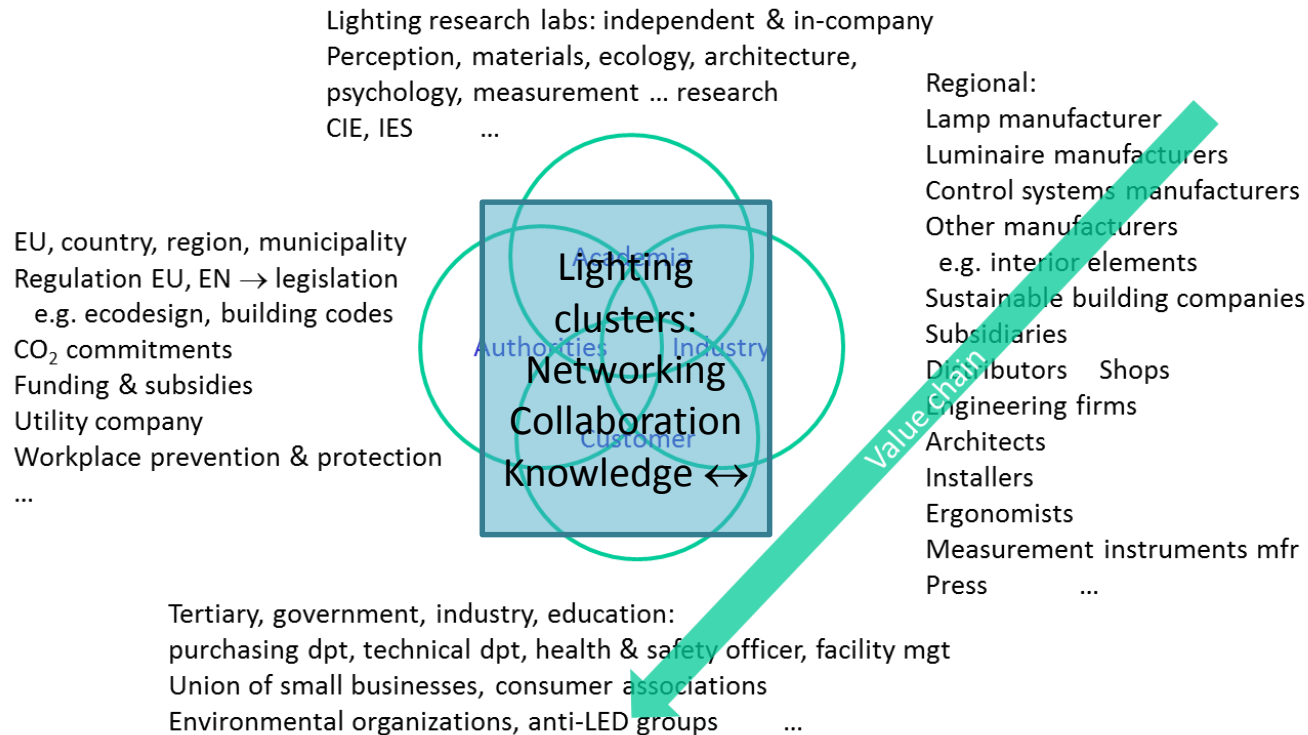 Lighting research labs: independent & in-company
Perception, materials, ecology, architecture,
psychology, measurement … research
CIE, IES …
EU, country, region, municipality
Regulation EU, EN → legislation
e.g. ecodesign, building codes
CO₂ commitments
Funding & subsidies
Utility company
Workplace prevention & protection
…
Academia
Authorities
Industry
Customer
Lighting
clusters:
Networking
Collaboration
Knowledge ↔
Regional:
Lamp manufacturer
Luminaire manufacturers
Control systems manufacturers
Other manufacturers
e.g. interior elements
Sustainable building companies
Subsidiaries
Distributors Shops
Engineering firms
Architects
Installers
Ergonomists
Measurement instruments mfr
Press …
Value chain
Tertiary, government, industry, education:
purchasing dpt, technical dpt, health & safety officer, facility mgt
Union of small businesses, consumer associations
Environmental organizations, anti-LED groups …